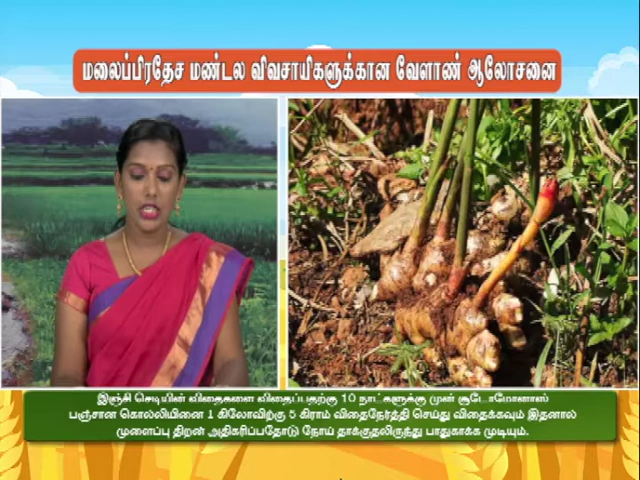 மலைப்பிரதேச மண்டல விவசாயிகளுக்கான வேளாண் ஆலோசனை
இஞ்சி செடியின் விதைகளை விதைப்பதற்கு 10 நாட்களுக்கு முன் சூடோமோனாஸ்
பஞ்சான கொல்லியினை 1 கிலோவிற்கு 5 கிராம் விதைநேர்த்தி செய்து விதைக்கவும் இதனால்
முளைப்பு திறன் அதிகரிப்பதோடு நோய் தாக்குதலிருந்து பாதுகாக்க முடியும்.